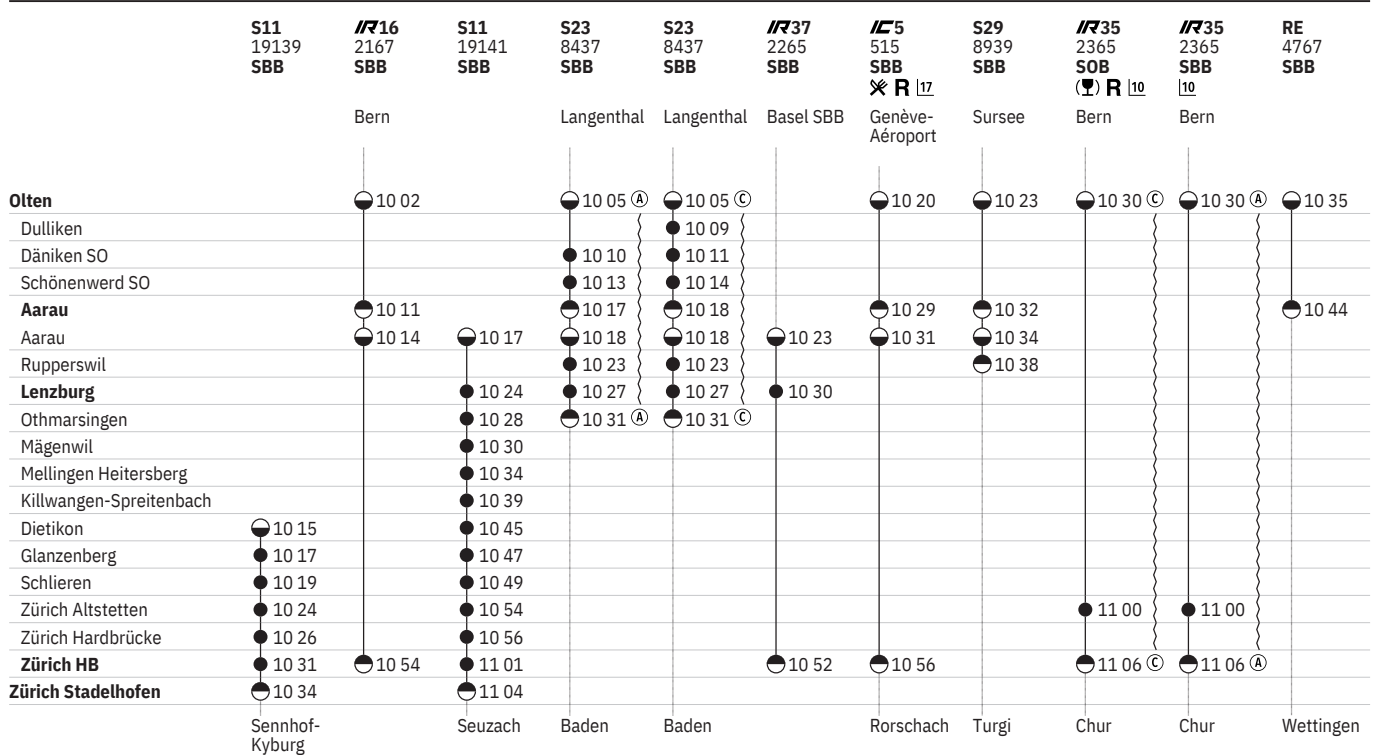 S11 IR16 S11 S23 S23 IR37 IC5 S29 IR35 IR35 RE
19139 2167 19141 8437 8437 2265 515 8939 2365 2365 4767
SBB SBB SBB SBB SBB SBB SBB SBB SOB SBB SBB
R 17 R 10 10
Bern Langenthal Langenthal Basel SBB Genève- Sursee Bern Bern
Aéroport
Olten 10 02 10 05 A 10 05 C 10 20 10 23 10 30 C 10 30 A 10 35
Dulliken 10 09
Däniken SO 10 10 10 11
Schönenwerd SO 10 13 10 14
Aarau 10 11 10 17 10 18 10 29 10 32 10 44
Aarau 10 14 10 17 10 18 10 18 10 23 10 31 10 34
Rupperswil 10 23 10 23 10 38
Lenzburg 10 24 10 27 10 27 10 30
Othmarsingen 10 28 10 31 A 10 31 C
Mägenwil 10 30
Mellingen Heitersberg 10 34
Killwangen-Spreitenbach 10 39
Dietikon 10 15 10 45
Glanzenberg 10 17 10 47
Schlieren 10 19 10 49
Zürich Altstetten 10 24 10 54 11 00 11 00
Zürich Hardbrücke 10 26 10 56
Zürich HB 10 31 10 54 11 01 10 52 10 56 11 06 C 11 06 A
Zürich Stadelhofen 10 34 11 04
Sennhof- Seuzach Baden Baden Rorschach Turgi Chur Chur Wettingen
Kyburg